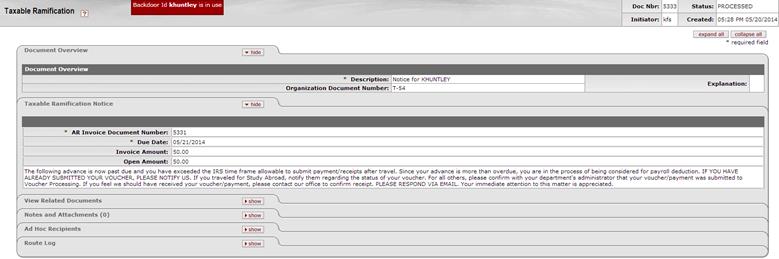 Taxable Ramification ?
Backdoor Id khuntley is in use
Doc Nbr: 5333 Status: PROCESSED
Initiator: kfs Created: 05:28 PM 05/20/2014
expand all collapse all
* required field
Document Overview hide
Document Overview
* Description: Notice for KHUNTLEY Explanation:
Organization Document Number: T-54
Taxable Ramification Notice hide
* AR Invoice Document Number: 5331
* Due Date: 05/21/2014
Invoice Amount: 50.00
Open Amount: 50.00
The following advance is now past due and you have exceeded the IRS time frame allowable to submit payment/receipts after travel. Since your advance is more than overdue, you are in the process of being considered for payroll deduction. IF YOU HAVE
ALREADY SUBMITTED YOUR VOUCHER, PLEASE NOTIFY US. If you traveled for Study Abroad, notify them regarding the status of your voucher. For all others, please confirm with your department's administrator that your voucher/payment was submitted to
Voucher Processing. If you feel we should have received your voucher/payment, please contact our office to confirm receipt. PLEASE RESPOND VIA EMAIL. Your immediate attention to this matter is appreciated.
View Related Documents show
Notes and Attachments (0) show
Ad Hoc Recipients show
Route Log show